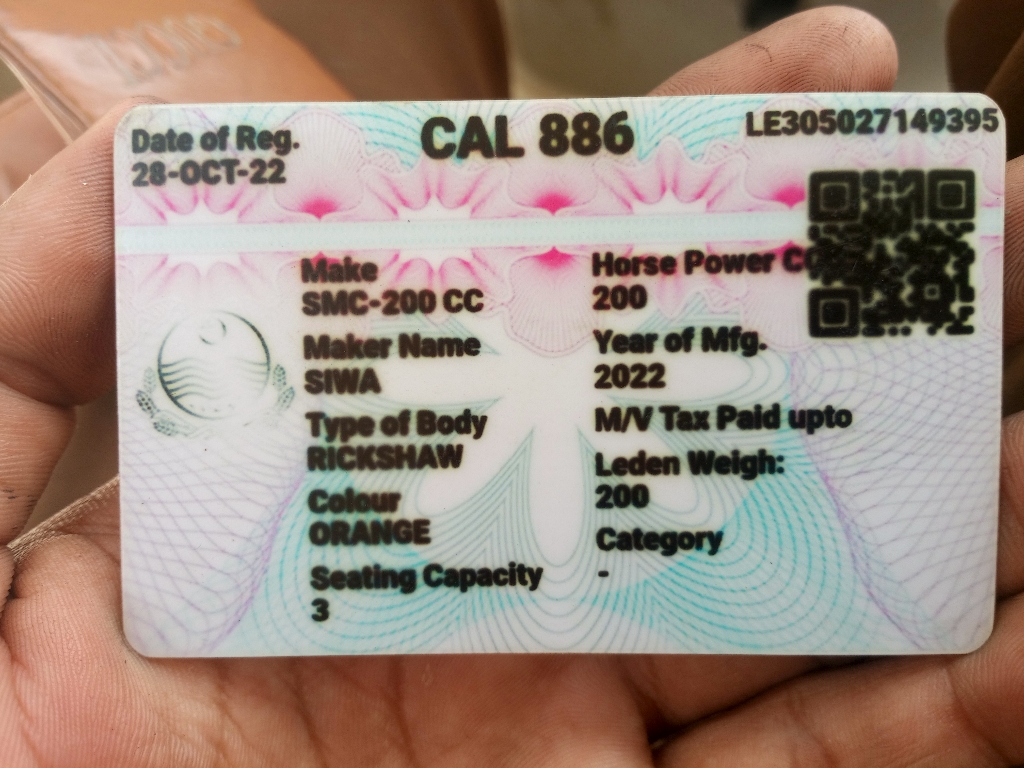 Date of Reg.
28-OCT-22
CAL 886
LE305027149395
Make
SMC-200 CC
Maker Name
SIWA
Type of Body
RICKSHAW
Colour
ORANGE
Seating Capacity
3
Horse Power
200
Year of Mfg.
2022
M/V Tax Paid upto
Leden Weigh:
200
Category
-